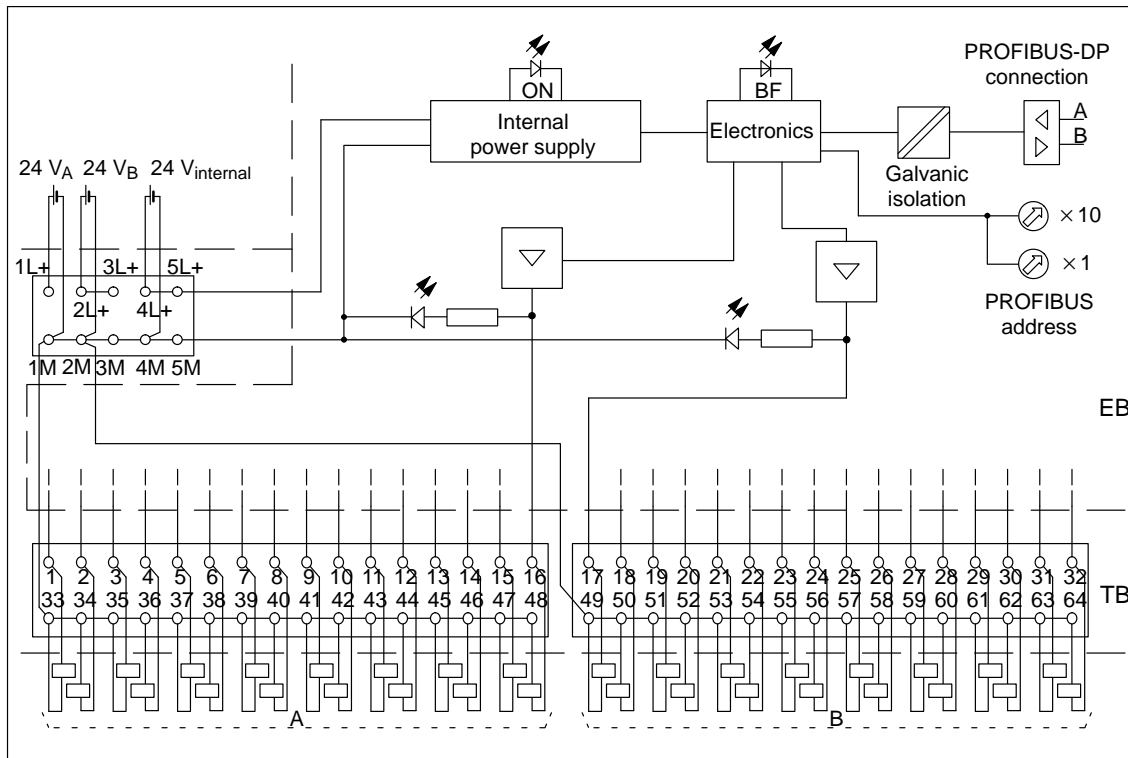 PROFIBUS-DP
connection
ON
BF
A
B
Internal
power supply
Electronics
Galvanic
isolation
24 VA
24 VB
24 Vinternal
×10
×1
PROFIBUS
address
1L+
3L+
5L+
2L+
4L+
1M
2M
3M
4M
5M
EB
1 2 3 4 5 6 7 8 9 10 11 12 13 14 15 16
33 34 35 36 37 38 39 40 41 42 43 44 45 46 47 48
17 18 19 20 21 22 23 24 25 26 27 28 29 30 31 32
49 50 51 52 53 54 55 56 57 58 59 60 61 62 63 64
TB
A
B